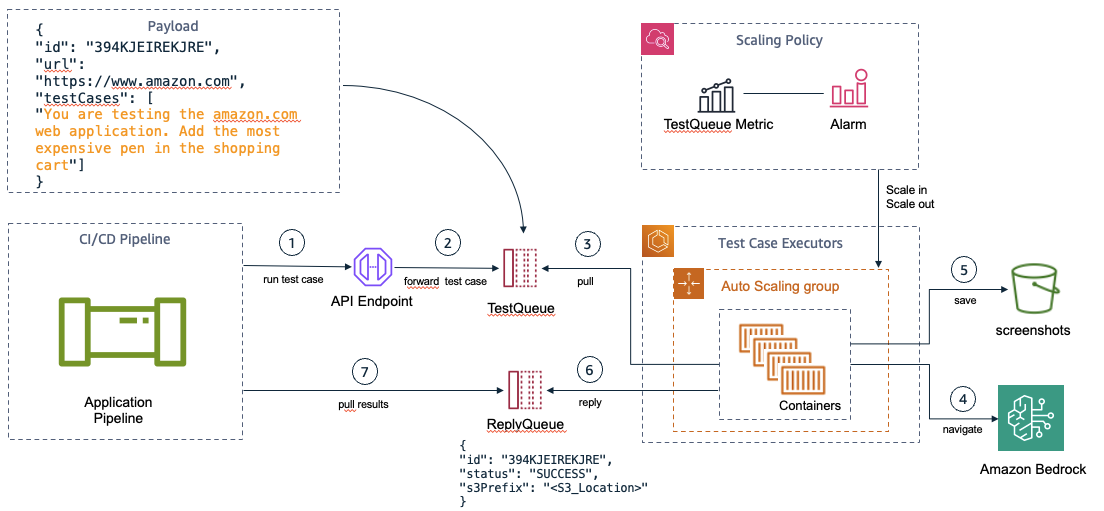 Payload
{
"id": "394KJEIREKJRE",
"url":
"https://www.amazon.com",
"testCases": [
"You are testing the amazon.com
web application. Add the most
expensive pen in the shopping
cart"]
}
Scaling Policy
TestQueue Metric
Alarm
Scale in
Scale out
CI/CD Pipeline
Application
Pipeline
1
run test case
API Endpoint
2
forward test case
TestQueue
3
pull
Test Case Executors
Auto Scaling group
Containers
5
save
screenshots
4
navigate
Amazon Bedrock
6
reply
7
pull results
ReplyQueue
{
"id": "394KJEIREKJRE",
"status": "SUCCESS",
"s3Prefix": "<S3_Location>"
}